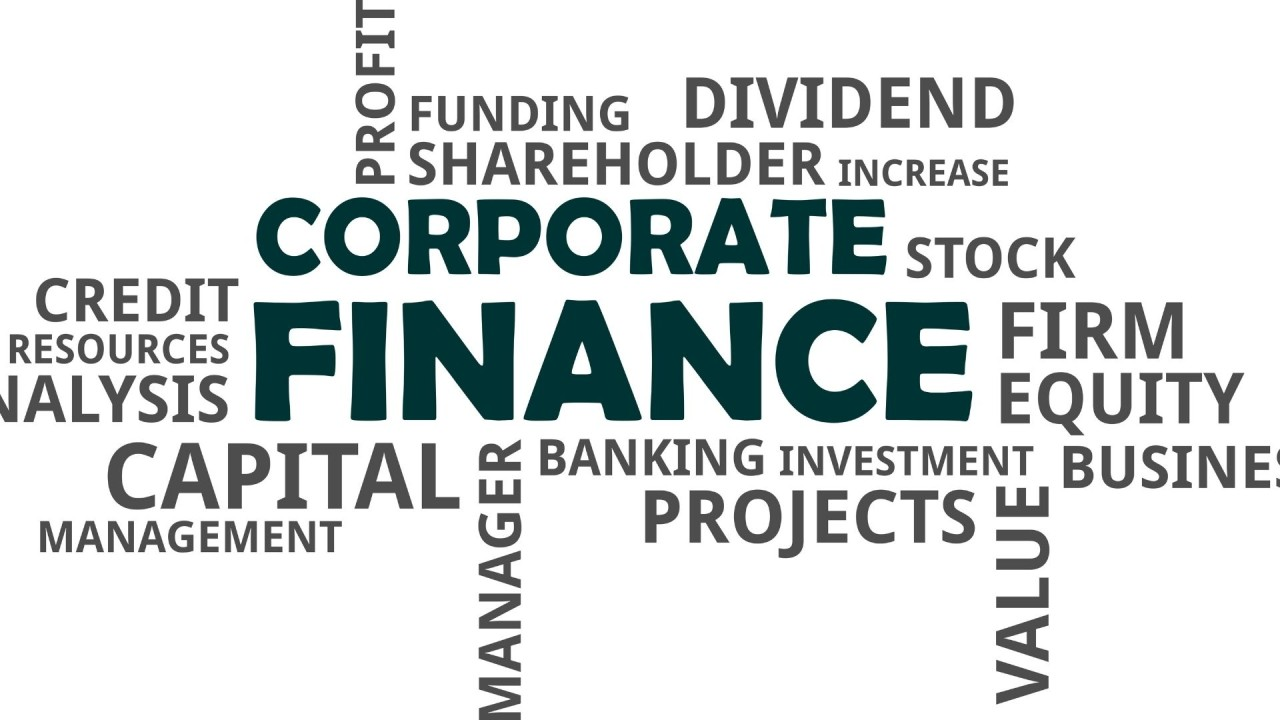 PROFIT
FUNDING
DIVIDEND
SHAREHOLDER
INCREASE
CORPORATE
STOCK
CREDIT
FINANCE
FIRM
RESOURCES
NALYSIS
EQUITY
CAPITAL
MANAGER
BANKING
INVESTMENT
BUSINES
PROJECTS
VALUE
MANAGEMENT